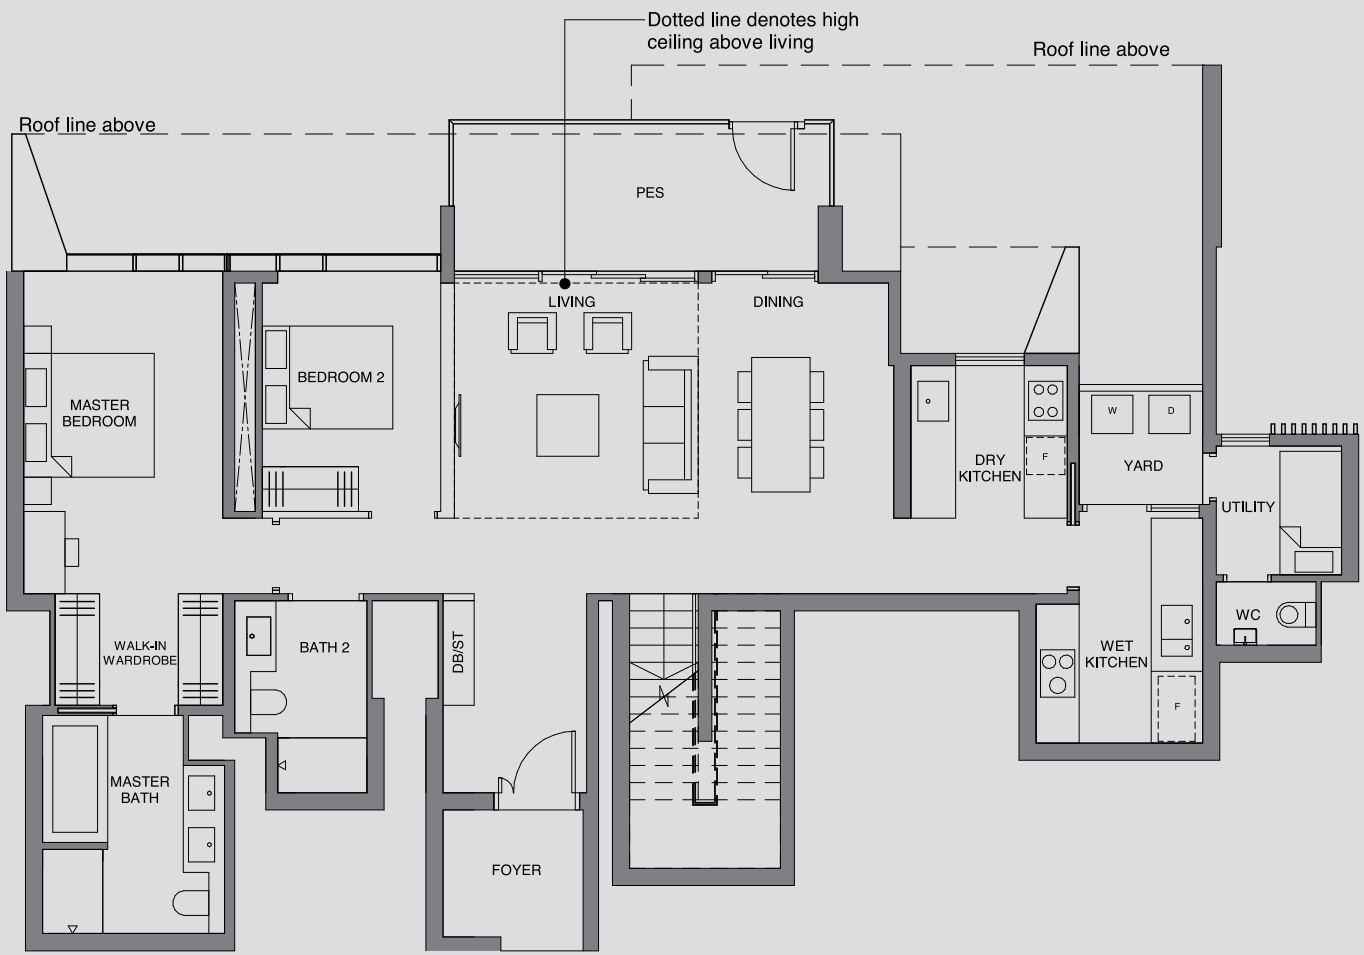 Dotted line denotes high
ceiling above living
Roof line above
Roof line above
PES
LIVING
DINING
BEDROOM 2
MASTER
BEDROOM
W
D
DRY
KITCHEN
F
YARD
UTILITY
WC
WALK-IN
WARDROBE
BATH 2
DB/ST
WET
KITCHEN
F
MASTER
BATH
FOYER